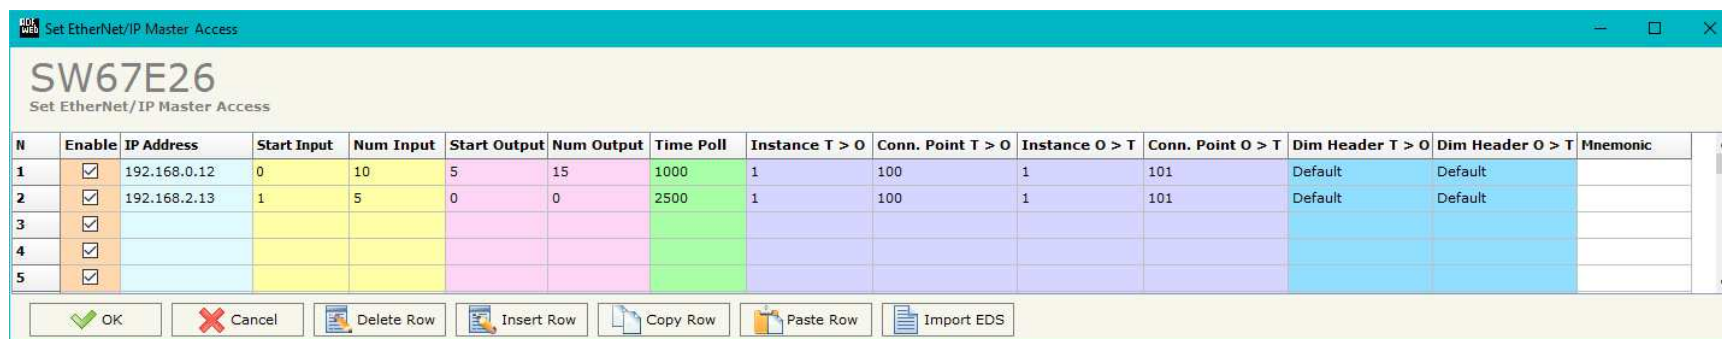 ADF WEB Set EtherNet/IP Master Access
SW67E26
Set EtherNet/IP Master Access
N Enable IP Address Start Input Num Input Start Output Num Output Time Poll Instance T > O Conn. Point T > O Instance O > T Conn. Point O > T Dim Header T > O Dim Header O > T Mnemonic
1 192.168.0.12 0 10 5 15 1000 1 100 1 101 Default Default
2 192.168.2.13 1 5 0 0 2500 1 100 1 101 Default Default
3
4
5
OK Cancel Delete Row Insert Row Copy Row Paste Row Import EDS